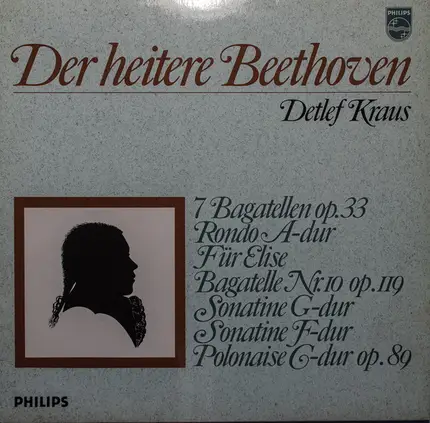 PHILIPS
Der heitere Beethoven
Detlef Kraus
7 Bagatellen op.33
Rondo A-dur
Für Elise
Bagatelle Nr.10 op.119
Sonatine G-dur
Sonatine F-dur
Polonaise C-dur op.89
PHILIPS